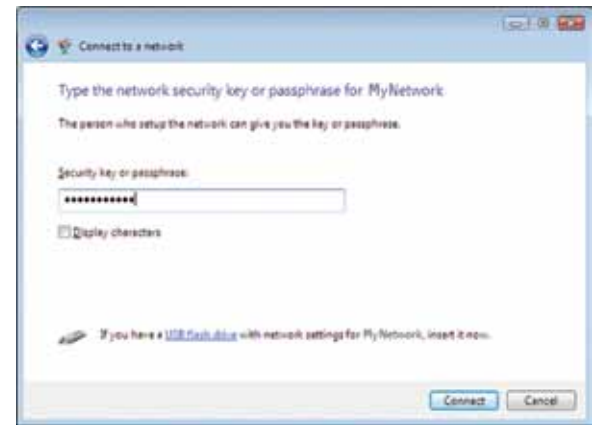 Connect to a network
Type the network security key or passphrase for MyNetwork
The person who setup the network can give you the key or passphrase.
Security key or passphrase:
•••••••••••
Display characters
If you have a USB flash drive with network settings for MyNetwork, insert it now.
Connect Cancel